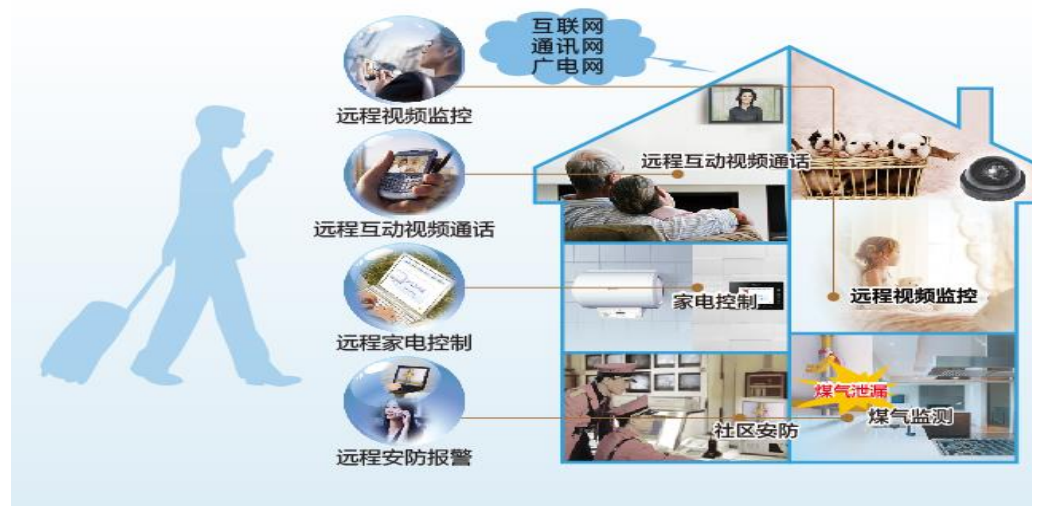 互联网
通讯网
广电网
远程视频监控
远程互动视频通话
远程互动视频通话
远程家电控制
家电控制
远程视频监控
远程安防报警
社区安防
煤气泄漏
煤气监测